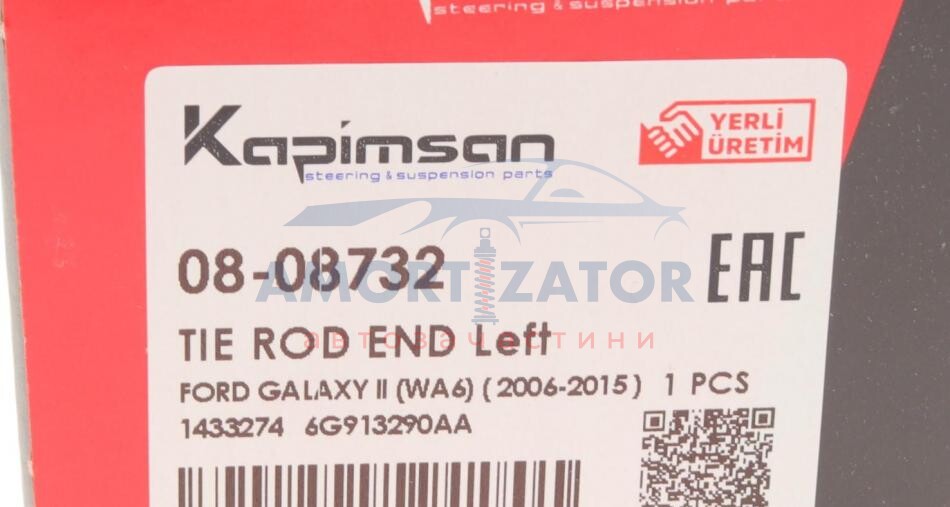 steering & suspension parts
Kapimsan
steering & suspension parts
YERLİ
ÜRETİM
08-08732
EAC
AMORTIZATOR
автозапчастини
TIE ROD END Left
FORD GALAXY II (WA6) ( 2006-2015 ) 1 PCS
1433274 6G913290AA